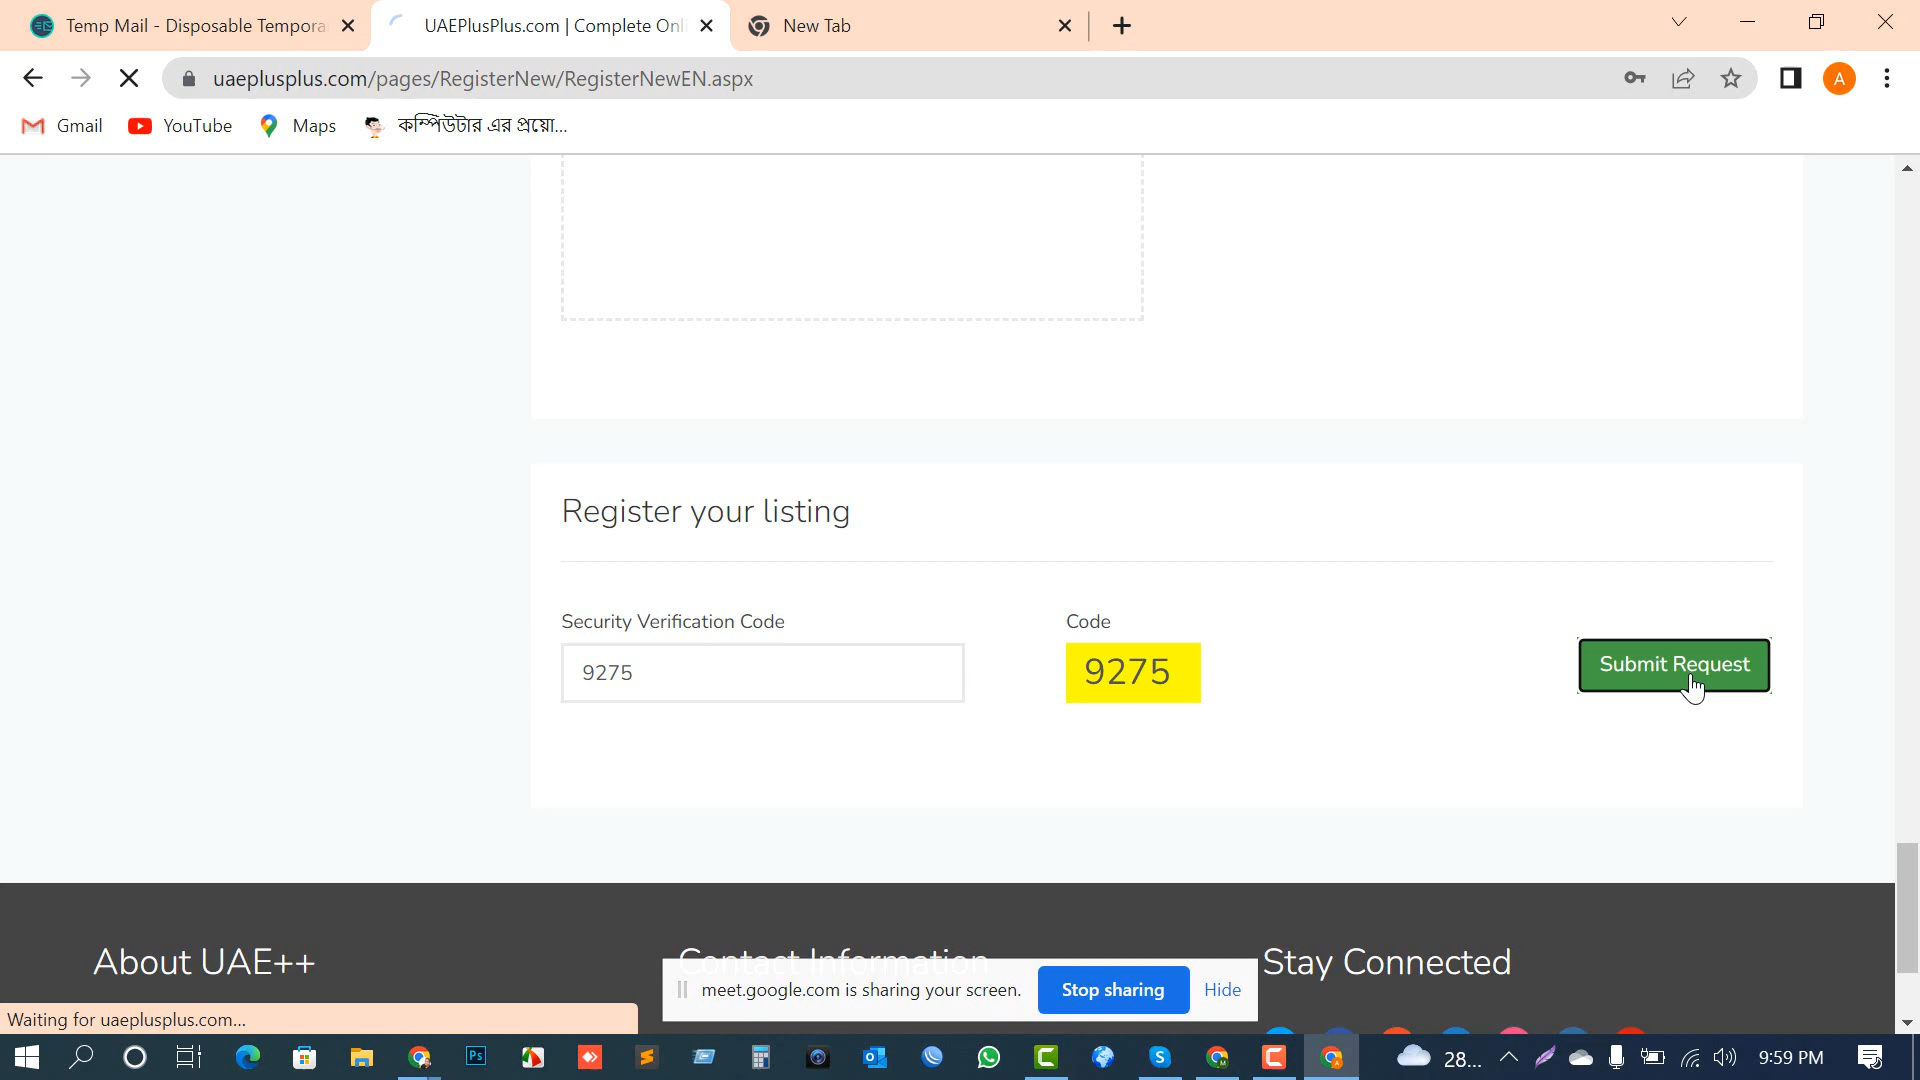 Temp Mail - Disposable Tempora
UAEPlusPlus.com | Complete Onli
New Tab
uaeplusplus.com/pages/RegisterNew/RegisterNewEN.aspx
A
Gmail
YouTube
Maps
কম্পিউটার এর প্রয়ো...
Register your listing
Security Verification Code
Code
9275
9275
Submit Request
About UAE++
Contact Information
Stay Connected
meet.google.com is sharing your screen.
Stop sharing
Hide
Waiting for uaeplusplus.com...
Ps
28...
9:59 PM